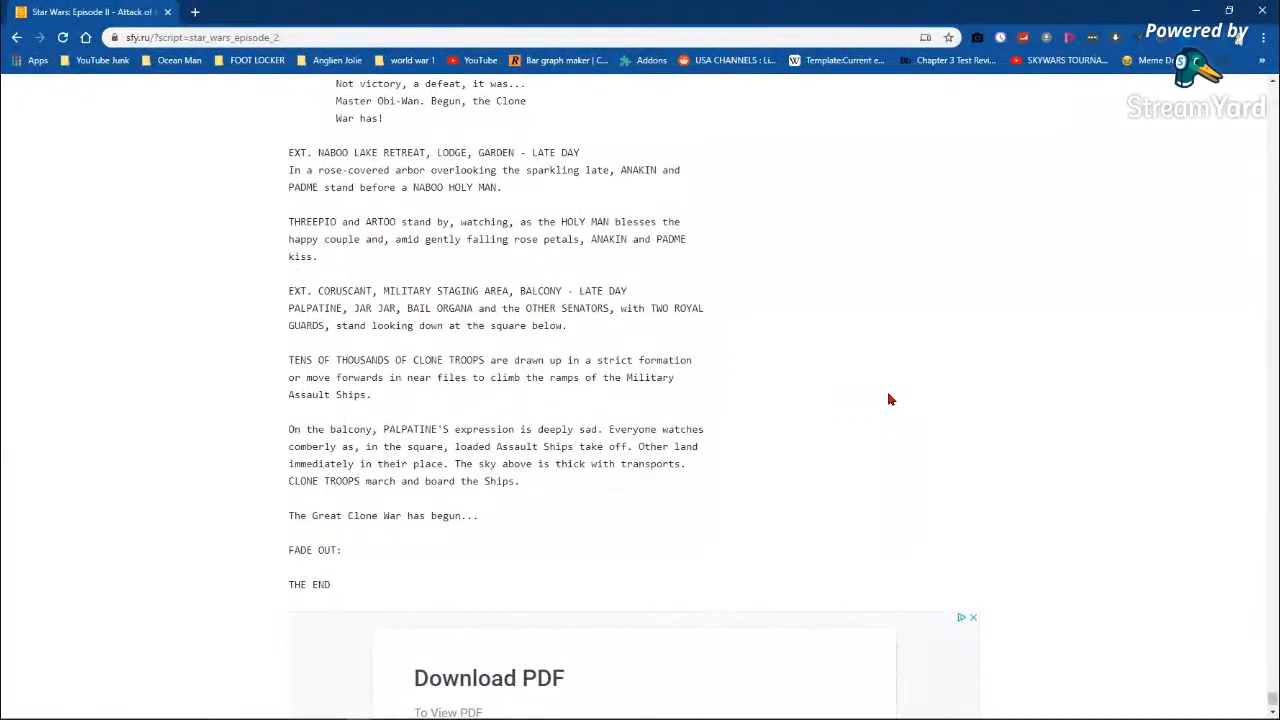 Star Wars: Episode II - Attack of
Powered by
sfy.ru/?script=star_wars_episode_2
Apps
YouTube Junk
Ocean Man
FOOT LOCKER
Anglien Jolie
world war !
YouTube
Bar graph maker | C...
Addons
USA CHANNELS : Li...
Template:Current e...
Chapter 3 Test Revi...
SKYWARS TOURNA...
Meme De
StreamYard
Not victory, a defeat, it was...
Master Obi-Wan. Begun, the Clone
War has!
EXT. NABOO LAKE RETREAT, LODGE, GARDEN - LATE DAY
In a rose-covered arbor overlooking the sparkling late, ANAKIN and
PADME stand before a NABOO HOLY MAN.
THREEPIO and ARTOO stand by, watching, as the HOLY MAN blesses the
happy couple and, amid gently falling rose petals, ANAKIN and PADME
kiss.
EXT. CORUSCANT, MILITARY STAGING AREA, BALCONY - LATE DAY
PALPATINE, JAR JAR, BAIL ORGANA and the OTHER SENATORS, with TWO ROYAL
GUARDS, stand looking down at the square below.
TENS OF THOUSANDS OF CLONE TROOPS are drawn up in a strict formation
or move forwards in near files to climb the ramps of the Military
Assault Ships.
On the balcony, PALPATINE'S expression is deeply sad. Everyone watches
comberly as, in the square, loaded Assault Ships take off. Other land
immediately in their place. The sky above is thick with transports.
CLONE TROOPS march and board the Ships.
The Great Clone War has begun...
FADE OUT:
THE END
Download PDF
To View PDF